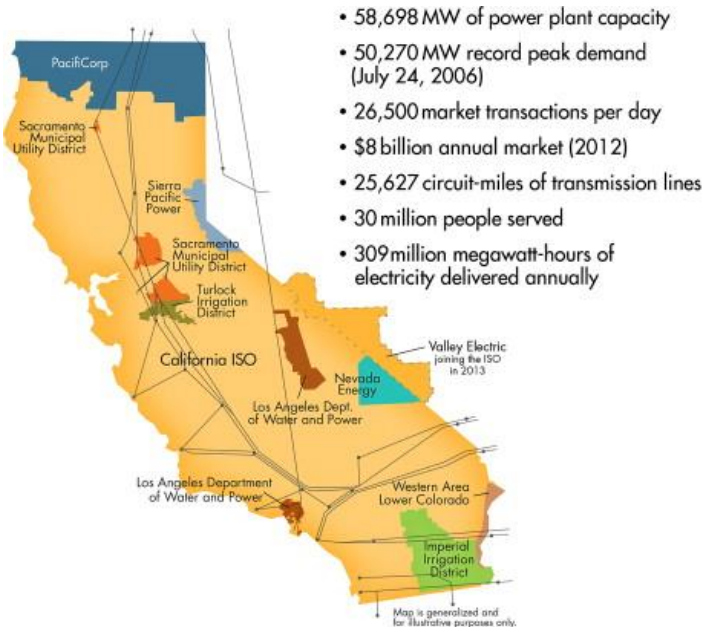 • 58,698 MW of power plant capacity
• 50,270 MW record peak demand
(July 24, 2006)
• 26,500 market transactions per day
• $8 billion annual market (2012)
• 25,627 circuit-miles of transmission lines
• 30 million people served
• 309 million megawatt-hours of
electricity delivered annually
PacifiCorp
Sacramento
Municipal
Utility District
Sierra
Pacific
Power
Sacramento
Municipal
Utility District
Turlock
Irrigation
District
California ISO
Valley Electric
joining the ISO
in 2013
Nevada
Energy
Los Angeles Dept.
of Water and Power
Los Angeles Department
of Water and Power
Western Area
Lower Colorado
Imperial
Irrigation
District
Map is generalized and
for illustrative purposes only.